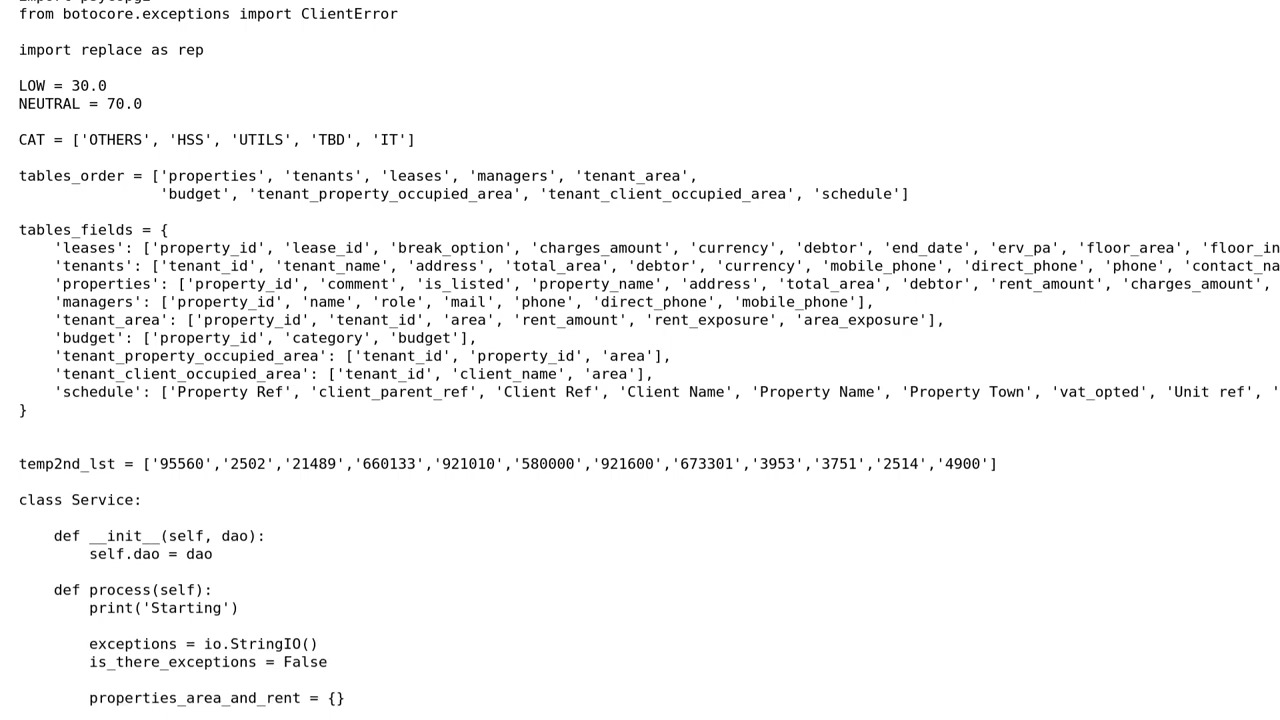 from botocore.exceptions import ClientError
import replace as rep
LOW = 30.0
NEUTRAL = 70.0
CAT = ['OTHERS', 'HSS', 'UTILS', 'TBD', 'IT']
tables_order = ['properties', 'tenants', 'leases', 'managers', 'tenant_area',
                'budget', 'tenant_property_occupied_area', 'tenant_client_occupied_area', 'schedule']
tables_fields = {
    'leases': ['property_id', 'lease_id', 'break_option', 'charges_amount', 'currency', 'debtor', 'end_date', 'erv_pa', 'floor_area', 'floor_in
    'tenants': ['tenant_id', 'tenant_name', 'address', 'total_area', 'debtor', 'currency', 'mobile_phone', 'direct_phone', 'phone', 'contact_na
    'properties': ['property_id', 'comment', 'is_listed', 'property_name', 'address', 'total_area', 'debtor', 'rent_amount', 'charges_amount',
    'managers': ['property_id', 'name', 'role', 'mail', 'phone', 'direct_phone', 'mobile_phone'],
    'tenant_area': ['property_id', 'tenant_id', 'area', 'rent_amount', 'rent_exposure', 'area_exposure'],
    'budget': ['property_id', 'category', 'budget'],
    'tenant_property_occupied_area': ['tenant_id', 'property_id', 'area'],
    'tenant_client_occupied_area': ['tenant_id', 'client_name', 'area'],
    'schedule': ['Property Ref', 'client_parent_ref', 'Client Ref', 'Client Name', 'Property Name', 'Property Town', 'vat_opted', 'Unit ref', '
}
temp2nd_lst = ['95560','2502','21489','660133','921010','580000','921600','673301','3953','3751','2514','4900']
class Service:
    def __init__(self, dao):
        self.dao = dao
    def process(self):
        print('Starting')
        exceptions = io.StringIO()
        is_there_exceptions = False
        properties_area_and_rent = {}